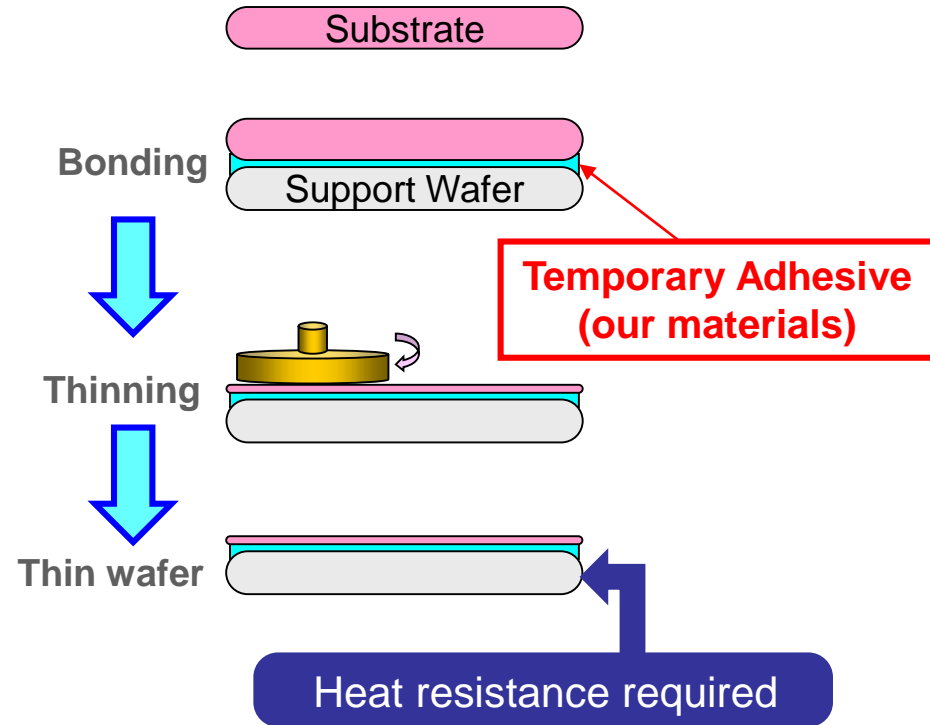 Substrate
Bonding
Support Wafer
Temporary Adhesive
(our materials)
Thinning
Thin wafer
Heat resistance required